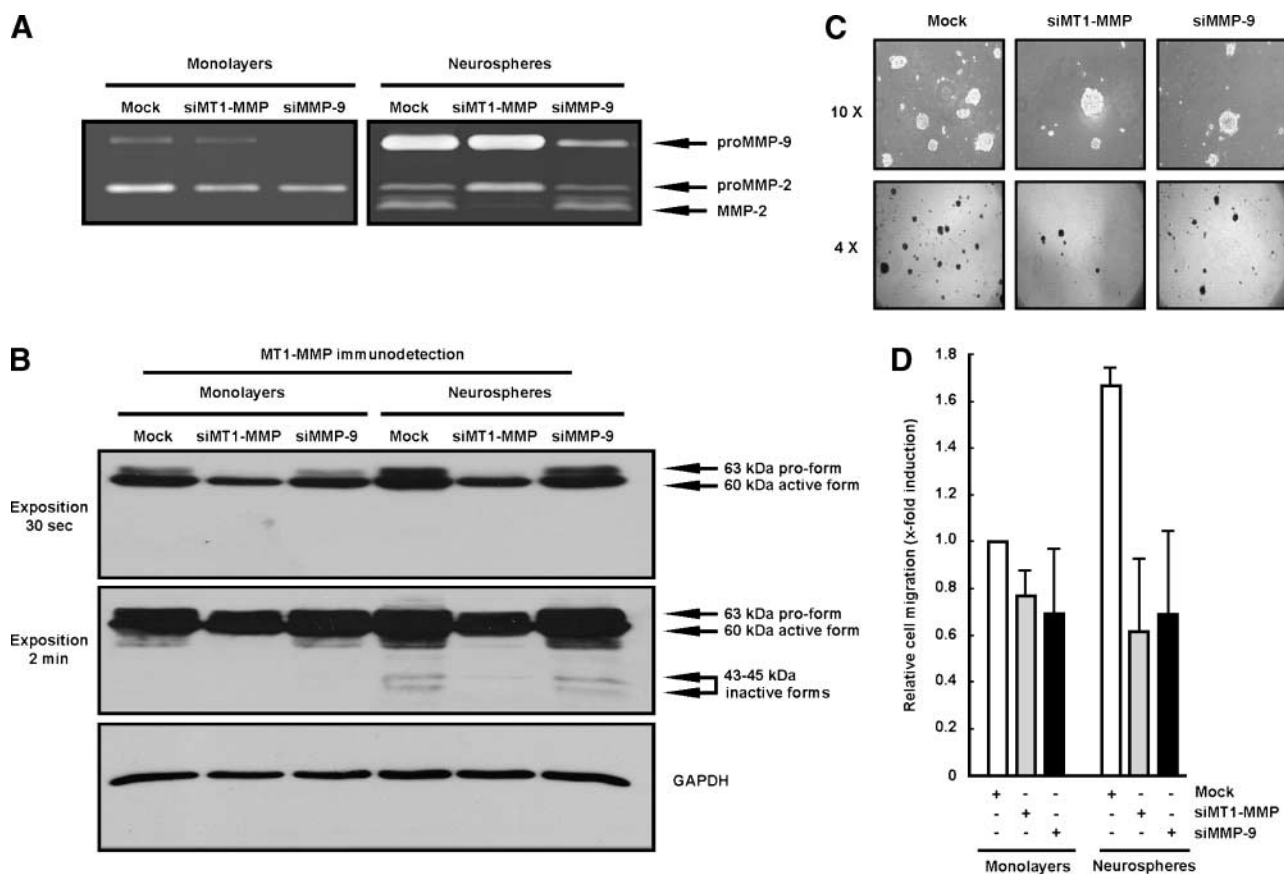 A
Monolayers
Neurospheres
Mock siMT1-MMP siMMP-9
Mock siMT1-MMP siMMP-9
proMMP-9
proMMP-2
MMP-2
B
MT1-MMP immunodetection
Monolayers
Neurospheres
Mock siMT1-MMP siMMP-9 Mock siMT1-MMP siMMP-9
Exposition
30 sec
63 kDa pro-form
60 kDa active form
Exposition
2 min
63 kDa pro-form
60 kDa active form
43-45 kDa
inactive forms
GAPDH
C
Mock siMT1-MMP siMMP-9
10 X
4 X
D
Relative cell migration (x-fold induction)
1.8
1.6
1.4
1.2
1.0
0.8
0.6
0.4
0.2
0
+ - - + - - Mock
- + - - + - siMT1-MMP
- - + - - + siMMP-9
Monolayers Neurospheres